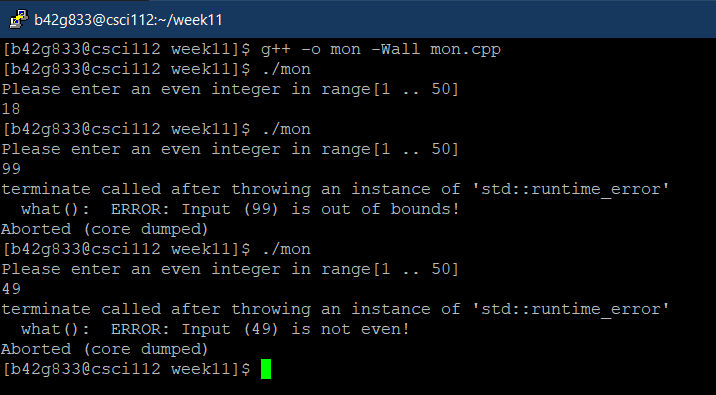 b42g833@csci112:~/week11
[b42g833@csci112 week11]$ g++ -o mon -Wall mon.cpp
[b42g833@csci112 week11]$ ./mon
Please enter an even integer in range[1 .. 50]
18
[b42g833@csci112 week11]$ ./mon
Please enter an even integer in range[1 .. 50]
99
terminate called after throwing an instance of 'std::runtime_error'
  what():  ERROR: Input (99) is out of bounds!
Aborted (core dumped)
[b42g833@csci112 week11]$ ./mon
Please enter an even integer in range[1 .. 50]
49
terminate called after throwing an instance of 'std::runtime_error'
  what():  ERROR: Input (49) is not even!
Aborted (core dumped)
[b42g833@csci112 week11]$